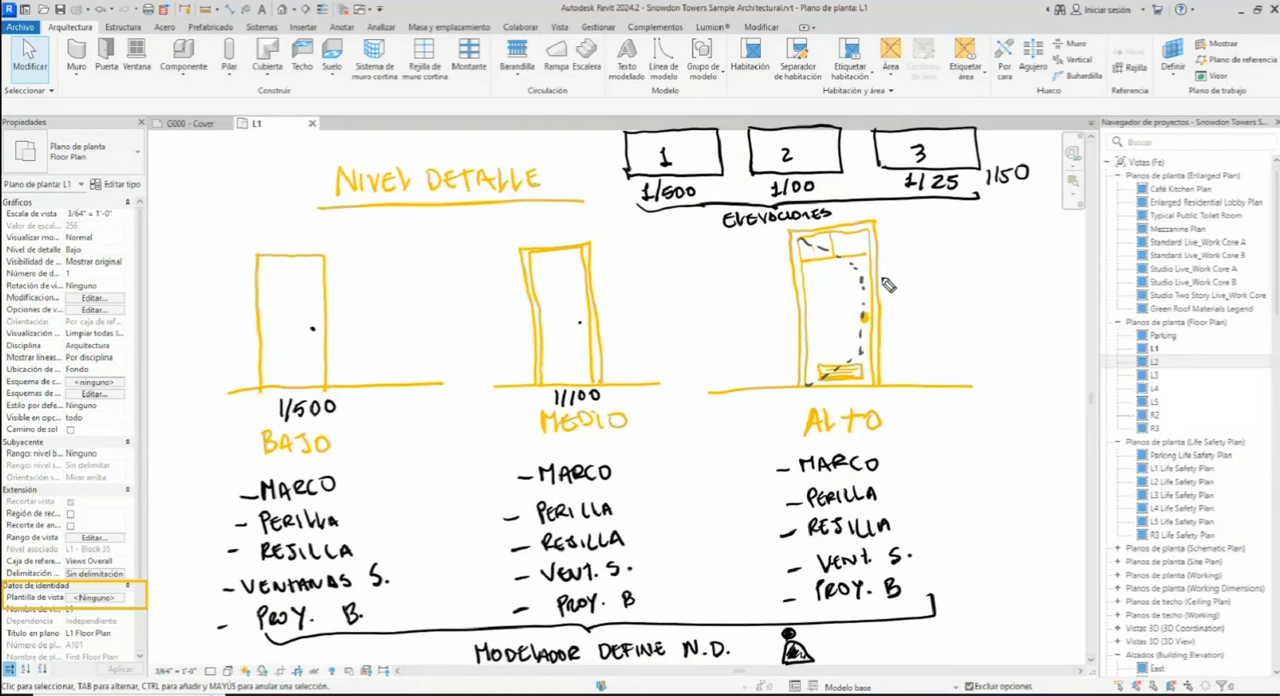 Autodesk Revit 2024.2 - Snowdon Towers Sample Architectural.rvt - Plano de planta: L1
Iniciar sesión
Archivo Arquitectura Estructura Acero Prefabricado Sistemas Insertar Anotar Analizar Masa y emplazamiento Colaborar Vista Gestionar Complementos Lumion® Modificar
Modificar Muro Puerta Ventana Componente Pilar Cubierta Techo Suelo Sistema de muro cortina Rejilla de muro cortina Montante Barandilla Rampa Escalera Texto modelado Línea de modelo Grupo de modelo Habitación Separador de habitación Etiquetar habitación Área Etiquetar área Por cara Agujero Muro Vertical Buhardilla Rejilla Definir Mostrar Plano de referencia Visor
Seleccionar Construir Circulación Modelo Habitación y área Hueco Referencia Plano de trabajo
Propiedades
Plano de planta
Floor Plan
Plano de planta: L1 Editar tipo
Gráficos
Escala de vista 3/64" = 1'-0"
Valor de escal... 256
Visualizar mo... Normal
Nivel de detalle Bajo
Visibilidad de ... Mostrar original
Número de d... 1
Rotación de vi... Ninguno
Modificacion... Editar...
Opciones de v... Editar...
Orientación Por caja de ref...
Visualización ... Limpiar todas l...
Disciplina Arquitectura
Mostrar líneas... Por disciplina
Ubicación de ... Fondo
Esquema de c... <ninguno>
Esquemas de ... Editar...
Estilo por defe... Ninguno
Visible en opc... todo
Camino de sol
Subyacente
Rango: nivel b... Ninguno
Rango: nivel s... Sin delimitar
Orientación s... Mirar arriba
Extensión
Recortar vista
Región de rec...
Recorte de an...
Rango de vista Editar...
Nivel asociado L1 - Block 35
Caja de refere... Views Overall
Delimitación ... Sin delimitación
Datos de identidad
Plantilla de vista <Ninguno>
Dependencia Independiente
Título en plano L1 Floor Plan
Número de pl... A101
Aplicar
G000 - Cover L1
NIVEL DETALLE
1 2 3
1/500 1/00 1/25 1/50
ELEVACIONES
1/500 1/100
BAJO MEDIO ALTO
- MARCO
- PERILLA
- REJILLA
- VENTANAS S.
- PROY. B.
- MARCO
- PERILLA
- REJILLA
- VENT. S.
- PROY. B
- MARCO
- PERILLA
- REJILLA
- VENT. S.
- PROY. B
MODELADOR DEFINE N.D.
Navegador de proyectos - Snowdon Towers S...
Buscar
Vistas (Fe)
Planos de planta (Enlarged Plan)
Café Kitchen Plan
Enlarged Residential Lobby Plan
Typical Public Toilet Room
Mezzanine Plan
Standard Live_Work Core A
Standard Live_Work Core B
Studio Live_Work Core A
Studio Live_Work Core B
Studio Two Story Live_Work Core
Green Roof Materials Legend
Planos de planta (Floor Plan)
Parking
L1
L2
L3
L4
L5
R2
R3
Planos de planta (Life Safety Plan)
Parking Life Safety Plan
L1 Life Safety Plan
L2 Life Safety Plan
L3 Life Safety Plan
L4 Life Safety Plan
L5 Life Safety Plan
R3 Life Safety Plan
Planos de planta (Schematic Plan)
Planos de planta (Site Plan)
Planos de planta (Working)
Planos de planta (Working Dimensions)
Planos de techo (Ceiling Plan)
Planos de techo (Working)
Vistas 3D (3D Coordination)
Vistas 3D (3D View)
Alzados (Building Elevation)
East
3/64" = 1'-0"
Clic para seleccionar, TAB para alternar, CTRL para añadir y MAYÚS para anular una selección.
Modelo base
Excluir opciones